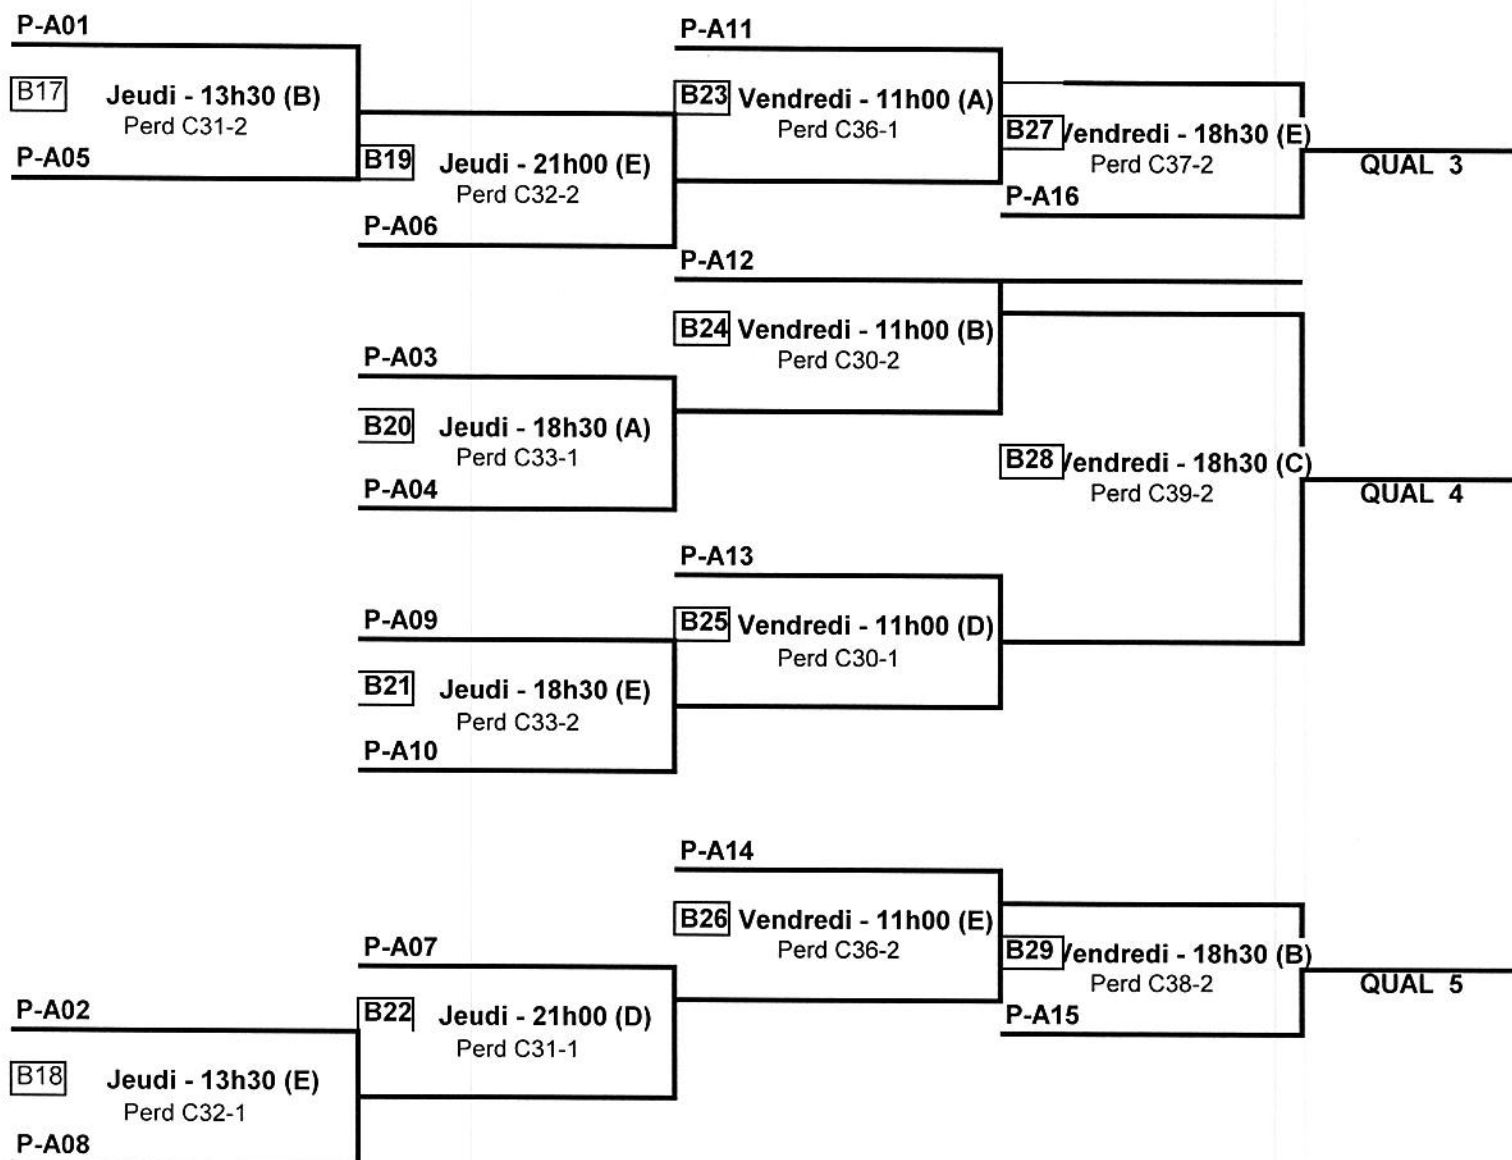 P-A01
B17 Jeudi - 13h30 (B)
Perd C31-2
P-A05
B19 Jeudi - 21h00 (E)
Perd C32-2
P-A06
P-A11
B23 Vendredi - 11h00 (A)
Perd C36-1
B27 Vendredi - 18h30 (E)
Perd C37-2
P-A16
QUAL 3
P-A12
B24 Vendredi - 11h00 (B)
Perd C30-2
P-A03
B20 Jeudi - 18h30 (A)
Perd C33-1
P-A04
B28 Vendredi - 18h30 (C)
Perd C39-2
QUAL 4
P-A13
B25 Vendredi - 11h00 (D)
Perd C30-1
P-A09
B21 Jeudi - 18h30 (E)
Perd C33-2
P-A10
P-A14
B26 Vendredi - 11h00 (E)
Perd C36-2
B29 Vendredi - 18h30 (B)
Perd C38-2
P-A15
QUAL 5
P-A07
B22 Jeudi - 21h00 (D)
Perd C31-1
P-A02
B18 Jeudi - 13h30 (E)
Perd C32-1
P-A08